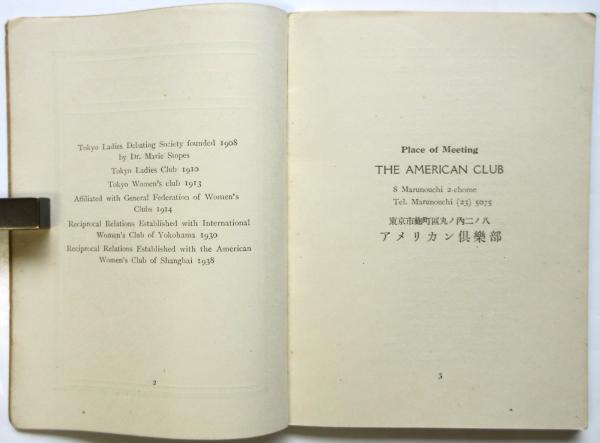 Tokyo Ladies Debating Society founded 1908
by Dr. Marie Stopes
Tokyo Ladies Club 1910
Tokyo Women's club 1913
Affiliated with General Federation of Women's
Clubs 1914
Reciprocal Relations Established with International
Women's Club of Yokohama 1930
Reciprocal Relations Established with the American
Women's Club of Shanghai 1938
2
Place of Meeting
THE AMERICAN CLUB
8 Marunouchi 2-chome
Tel. Marunouchi (23) 5075
東京市麴町區丸ノ內二ノ八
アメリカン俱樂部
3